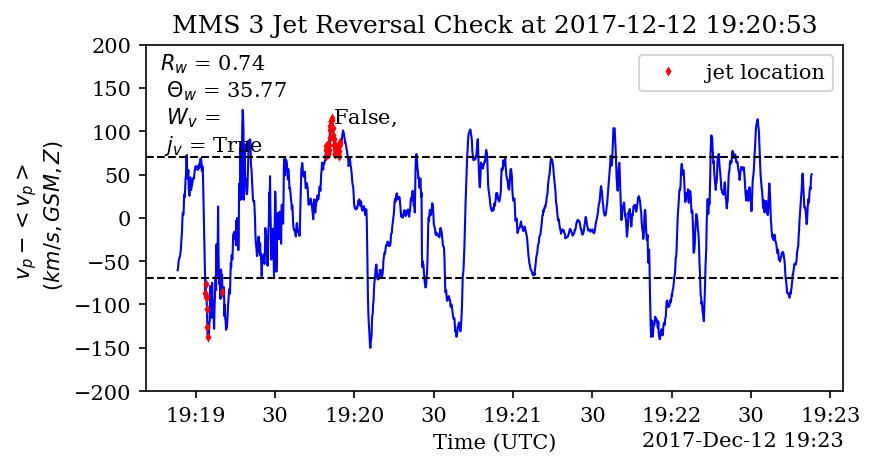 MMS 3 Jet Reversal Check at 2017-12-12 19:20:53
R_w = 0.74
Θ_w = 35.77
W_v = False,
j_v = True
jet location
v_p − < v_p >
(km/s, GSM, Z)
200
150
100
50
0
−50
−100
−150
−200
19:19 30 19:20 30 19:21 30 19:22 30 19:23
Time (UTC)
2017-Dec-12 19:23